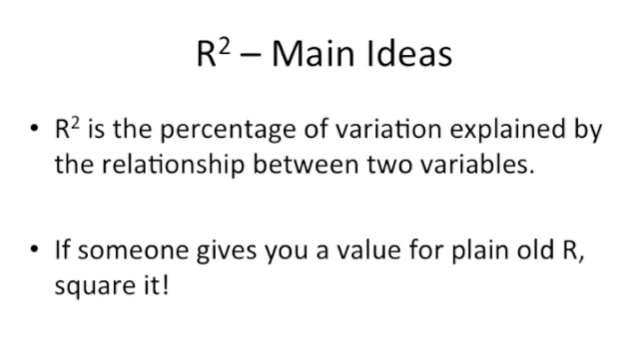 R² – Main Ideas
• R² is the percentage of variation explained by
the relationship between two variables.
• If someone gives you a value for plain old R,
square it!